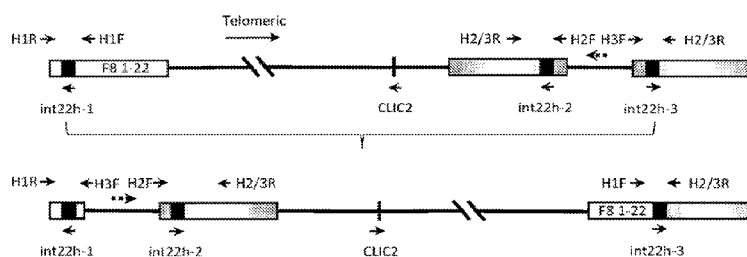 Telomeric
H1R H1F H2/3R H2F H3F H2/3R
F8 1-22
int22h-1 CLIC2 int22h-2 int22h-3
H1R H3F H2F H2/3R H1F H2/3R
F8 1-22
int22h-1 int22h-2 CLIC2 int22h-3